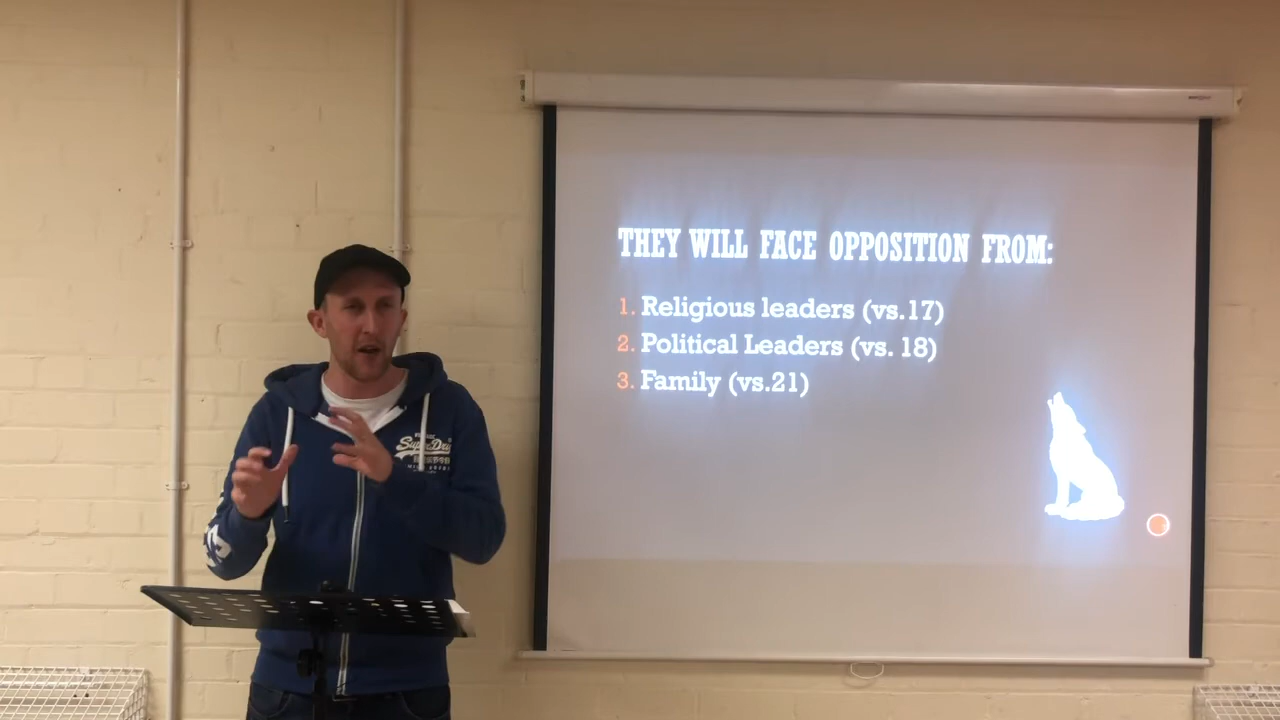 THEY WILL FACE OPPOSITION FROM:
1. Religious leaders (vs.17)
2. Political Leaders (vs. 18)
3. Family (vs.21)